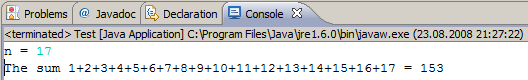 Problems @ Javadoc Declaration Console
<terminated> Test [Java Application] C:\Program Files\Java\jre1.6.0\bin\javaw.exe (23.08.2008 21:27:22)
n = 17
The sum 1+2+3+4+5+6+7+8+9+10+11+12+13+14+15+16+17 = 153